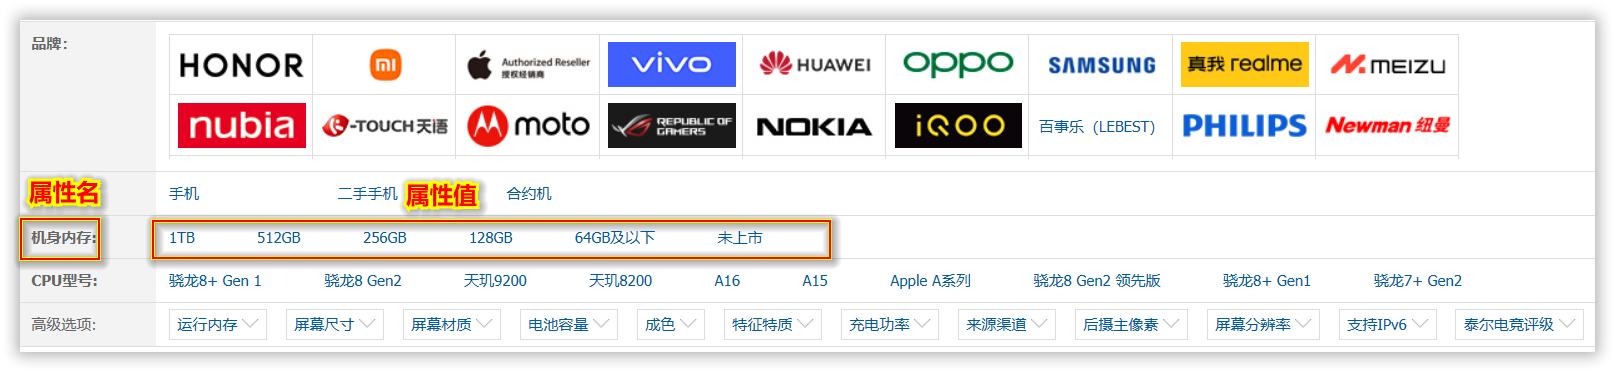 品牌:
HONOR mi Authorized Reseller 授权经销商 vivo HUAWEI oppo SAMSUNG 真我 realme MEIZU
nubia K-TOUCH 天语 moto REPUBLIC OF GAMERS NOKIA iQOO 百事乐（LEBEST） PHILIPS Newman 纽曼
属性名 手机 二手手机 属性值 合约机
机身内存: 1TB 512GB 256GB 128GB 64GB及以下 未上市
CPU型号: 骁龙8+ Gen 1 骁龙8 Gen2 天玑9200 天玑8200 A16 A15 Apple A系列 骁龙8 Gen2 领先版 骁龙8+ Gen1 骁龙7+ Gen2
高级选项: 运行内存 屏幕尺寸 屏幕材质 电池容量 成色 特征特质 充电功率 来源渠道 后摄主像素 屏幕分辨率 支持IPv6 泰尔电竞评级